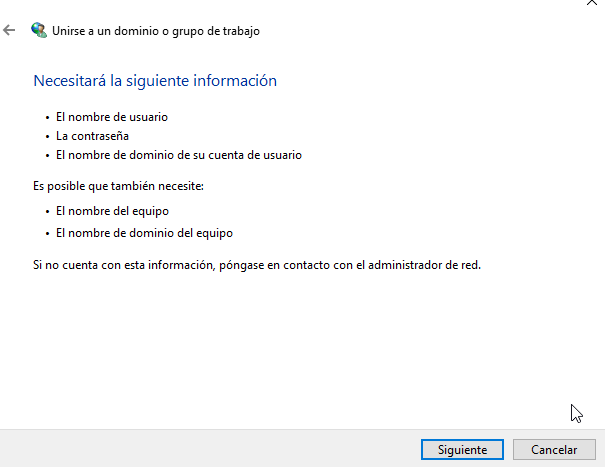 Unirse a un dominio o grupo de trabajo
Necesitará la siguiente información
• El nombre de usuario
• La contraseña
• El nombre de dominio de su cuenta de usuario
Es posible que también necesite:
• El nombre del equipo
• El nombre de dominio del equipo
Si no cuenta con esta información, póngase en contacto con el administrador de red.
Siguiente
Cancelar